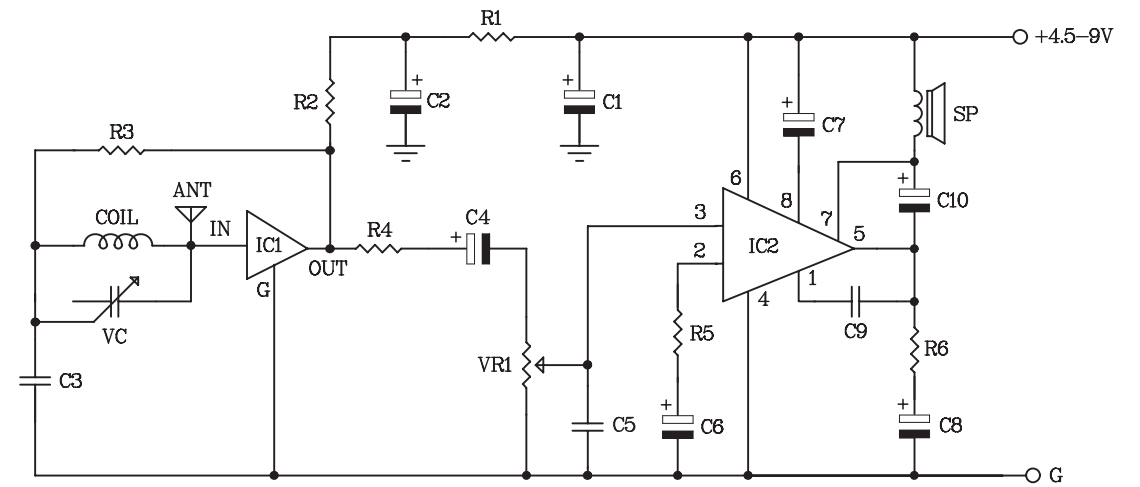 R1
+4.5–9V
+
C2
+
C1
R2
+
C7
SP
R3
ANT
COIL
IN
IC1
OUT
G
VC
R4
C4
+
6
8
7
+
C10
3
IC2
5
2
1
4
C9
R5
R6
VR1
C3
C5
+
C6
+
C8
G